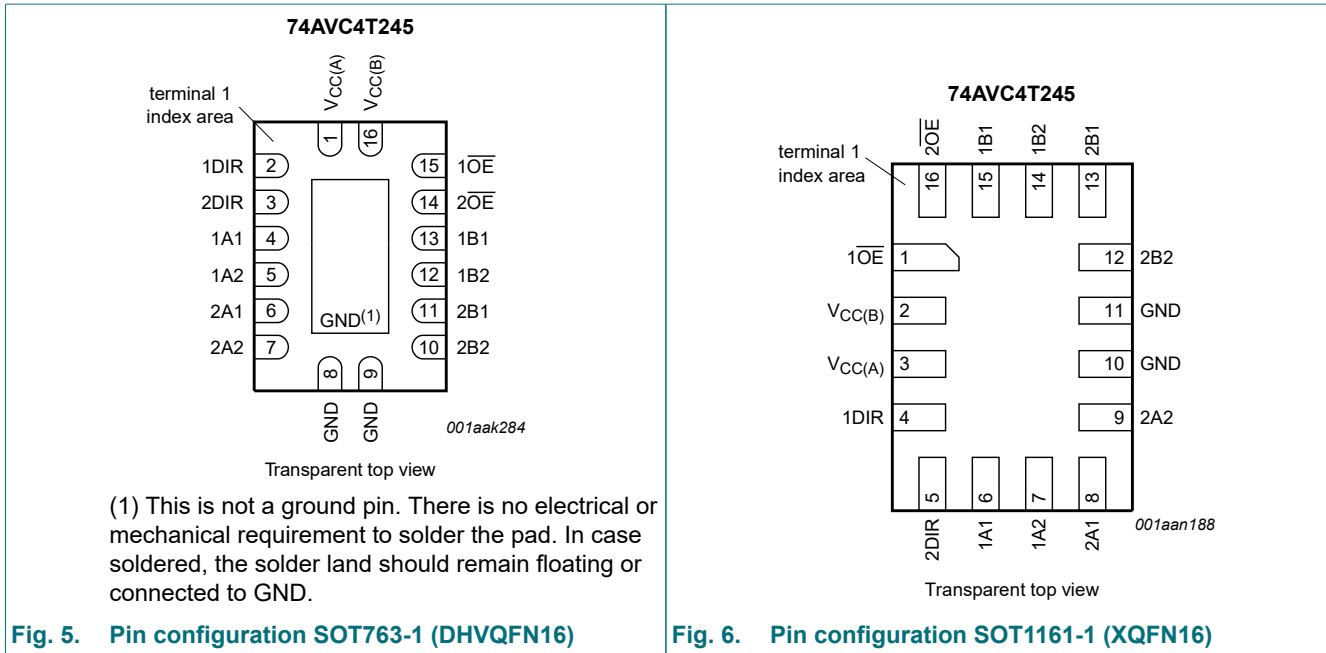 74AVC4T245
VCC(A)
VCC(B)
terminal 1
index area
1
16
1DIR 2
15 1O̅E̅
2DIR 3
14 2O̅E̅
1A1 4
13 1B1
1A2 5
12 1B2
2A1 6
11 2B1
2A2 7
10 2B2
GND(1)
8
9
GND
GND
001aak284
Transparent top view
(1) This is not a ground pin. There is no electrical or
mechanical requirement to solder the pad. In case
soldered, the solder land should remain floating or
connected to GND.
Fig. 5. Pin configuration SOT763-1 (DHVQFN16)
74AVC4T245
2O̅E̅
1B1
1B2
2B1
terminal 1
index area
16
15
14
13
1O̅E̅ 1
12 2B2
VCC(B) 2
11 GND
VCC(A) 3
10 GND
1DIR 4
9 2A2
5
6
7
8
2DIR
1A1
1A2
2A1
001aan188
Transparent top view
Fig. 6. Pin configuration SOT1161-1 (XQFN16)